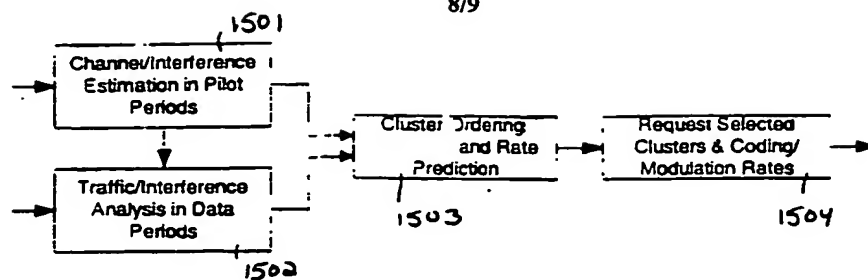 8/9
1501
Channel/Interference
Estimation in Pilot
Periods
Traffic/Interference
Analysis in Data
Periods
1502
Cluster Ordering
and Rate
Prediction
1503
Request Selected
Clusters & Coding/
Modulation Rates
1504